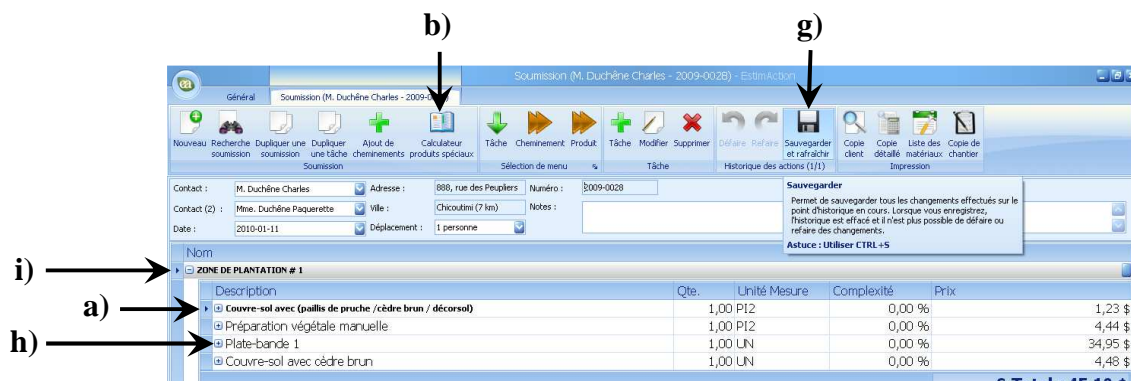 b)
g)
Soumission (M. Duchêne Charles - 2009-0028) - EstimAction
Général
Soumission (M. Duchêne Charles - 2009-
Nouveau
Recherche soumission
Dupliquer une soumission
Dupliquer une tâche
Ajout de cheminements
Calculateur produits spéciaux
Tâche
Cheminement
Produit
Tâche
Modifier
Supprimer
Défaire
Refaire
Sauvegarder et rafraîchir
Copie client
Copie détaillé
Liste des matériaux
Copie de chantier
Soumission
Sélection de menu
Tâche
Historique des actions (1/1)
Impression
Contact : M. Duchêne Charles Adresse : 888, rue des Peupliers Numéro : 2009-0028
Contact (2) : Mme. Duchêne Paquerette Ville : Chicoutimi (7 km) Notes :
Date : 2010-01-11 Déplacement : 1 personne
Sauvegarder
Permet de sauvegarder tous les changements effectués sur le
point d'historique en cours. Lorsque vous enregistrez,
l'historique est effacé et il n'est plus possible de défaire ou
refaire des changements.
Astuce : Utiliser CTRL+S
Nom
i) ZONE DE PLANTATION # 1
Description Qte. Unité Mesure Complexité Prix
a) Couvre-sol avec (paillis de pruche /cèdre brun / décorsol) 1,00 PI2 0,00 % 1,23 $
Préparation végétale manuelle 1,00 PI2 0,00 % 4,44 $
h) Plate-bande 1 1,00 UN 0,00 % 34,95 $
Couvre-sol avec cèdre brun 1,00 UN 0,00 % 4,48 $